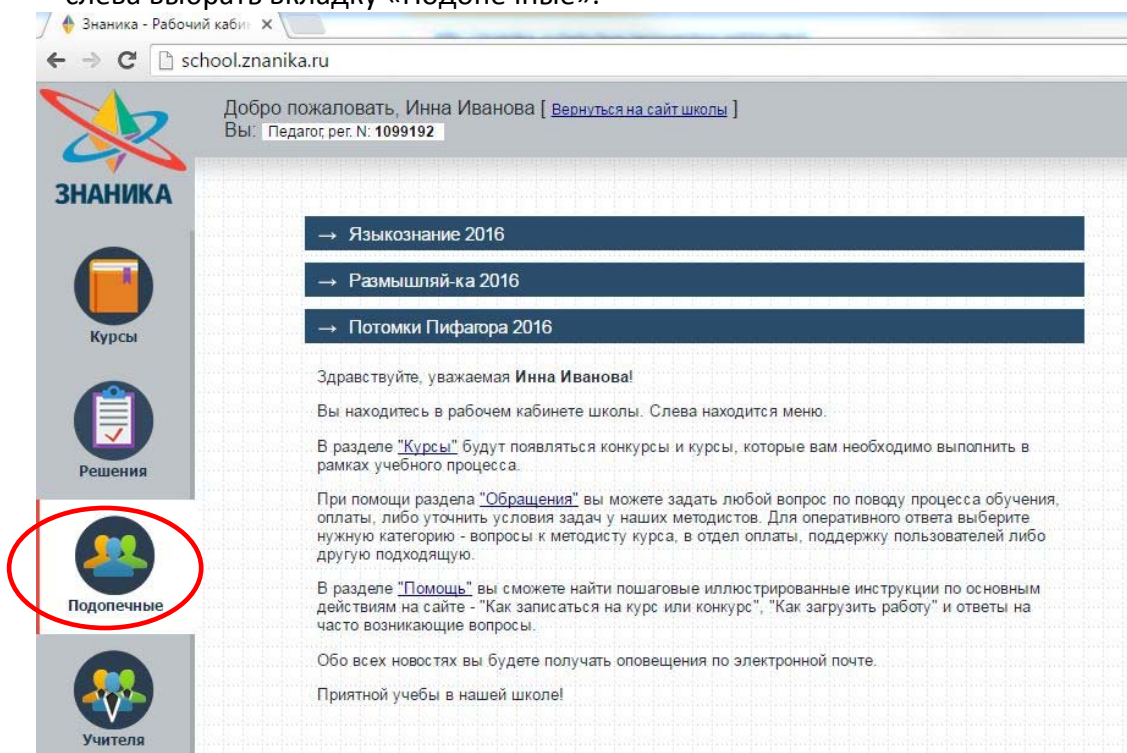 слева выбрать вкладку «Подопечные».
Знаника - Рабочий каби
school.znanika.ru
Добро пожаловать, Инна Иванова [ Вернуться на сайт школы ]
Вы: Педагог, рег. N: 1099192
ЗНАНИКА
→ Языкознание 2016
→ Размышляй-ка 2016
→ Потомки Пифагора 2016
Курсы
Решения
Подопечные
Учителя
Здравствуйте, уважаемая Инна Иванова!
Вы находитесь в рабочем кабинете школы. Слева находится меню.
В разделе "Курсы" будут появляться конкурсы и курсы, которые вам необходимо выполнить в
рамках учебного процесса.
При помощи раздела "Обращения" вы можете задать любой вопрос по поводу процесса обучения,
оплаты, либо уточнить условия задач у наших методистов. Для оперативного ответа выберите
нужную категорию - вопросы к методисту курса, в отдел оплаты, поддержку пользователей либо
другую подходящую.
В разделе "Помощь" вы сможете найти пошаговые иллюстрированные инструкции по основным
действиям на сайте - "Как записаться на курс или конкурс", "Как загрузить работу" и ответы на
часто возникающие вопросы.
Обо всех новостях вы будете получать оповещения по электронной почте.
Приятной учебы в нашей школе!